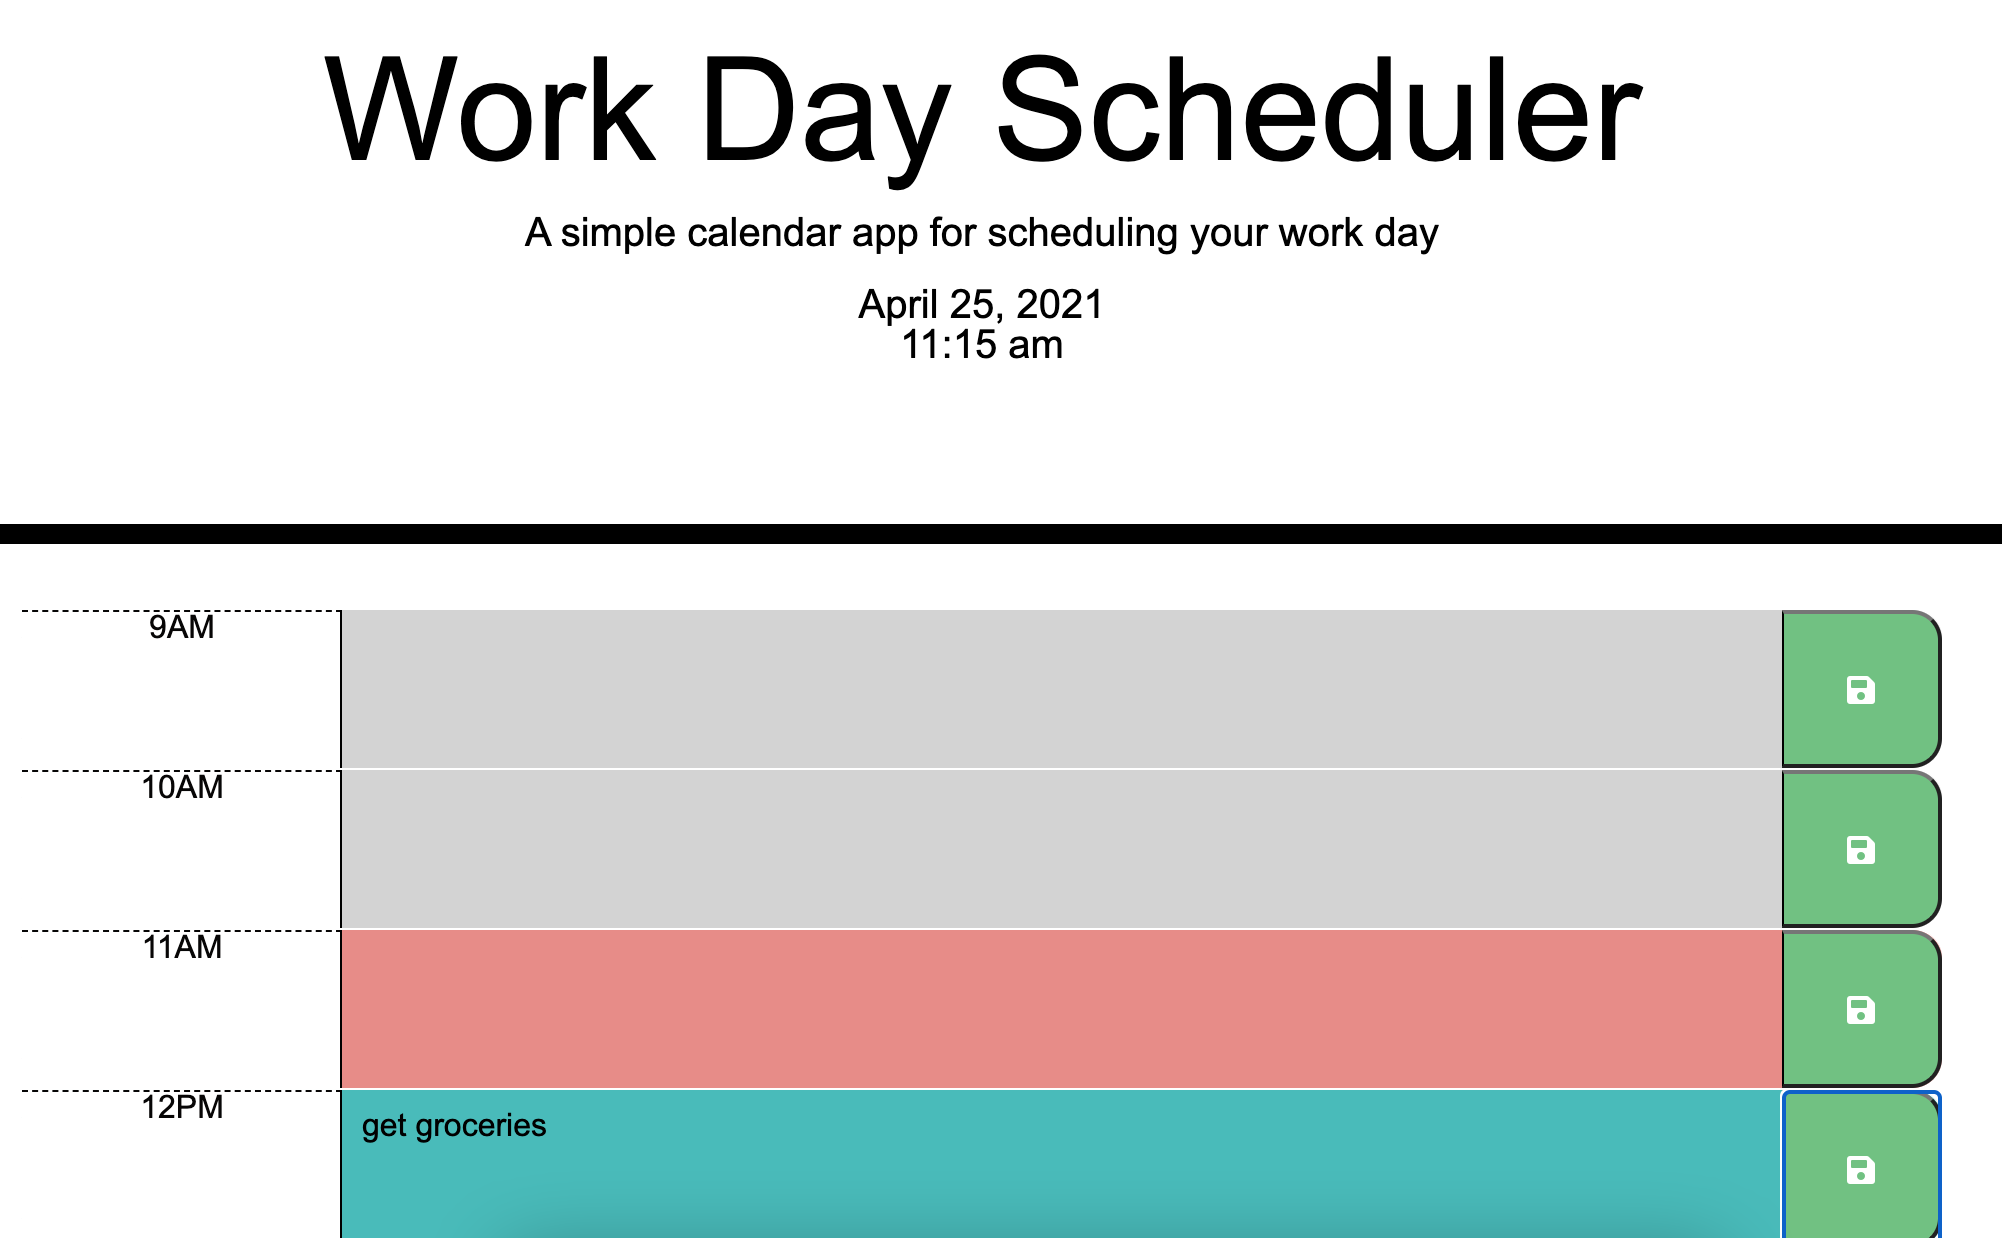 Work Day Scheduler
A simple calendar app for scheduling your work day
April 25, 2021
11:15 am
9AM
10AM
11AM
12PM
get groceries